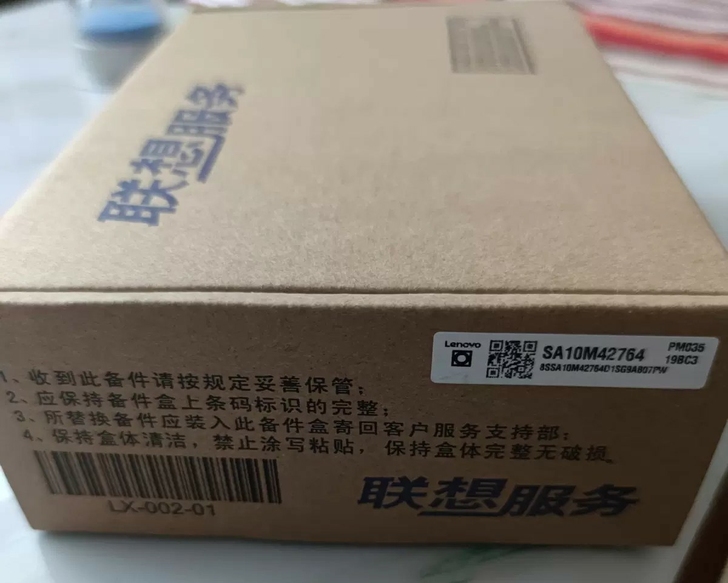 联想服务
Lenovo
SA10M42764
PM035
19BC3
8SSA10M42764D1SG9AB07PW
1、收到此备件请按规定妥善保管；
2、应保持备件盒上条码标识的完整；
3、所替换备件应装入此备件盒寄回客户服务支持部；
4、保持盒体清洁，禁止涂写粘贴，保持盒体完整无破损。
LX-002-01
联想服务